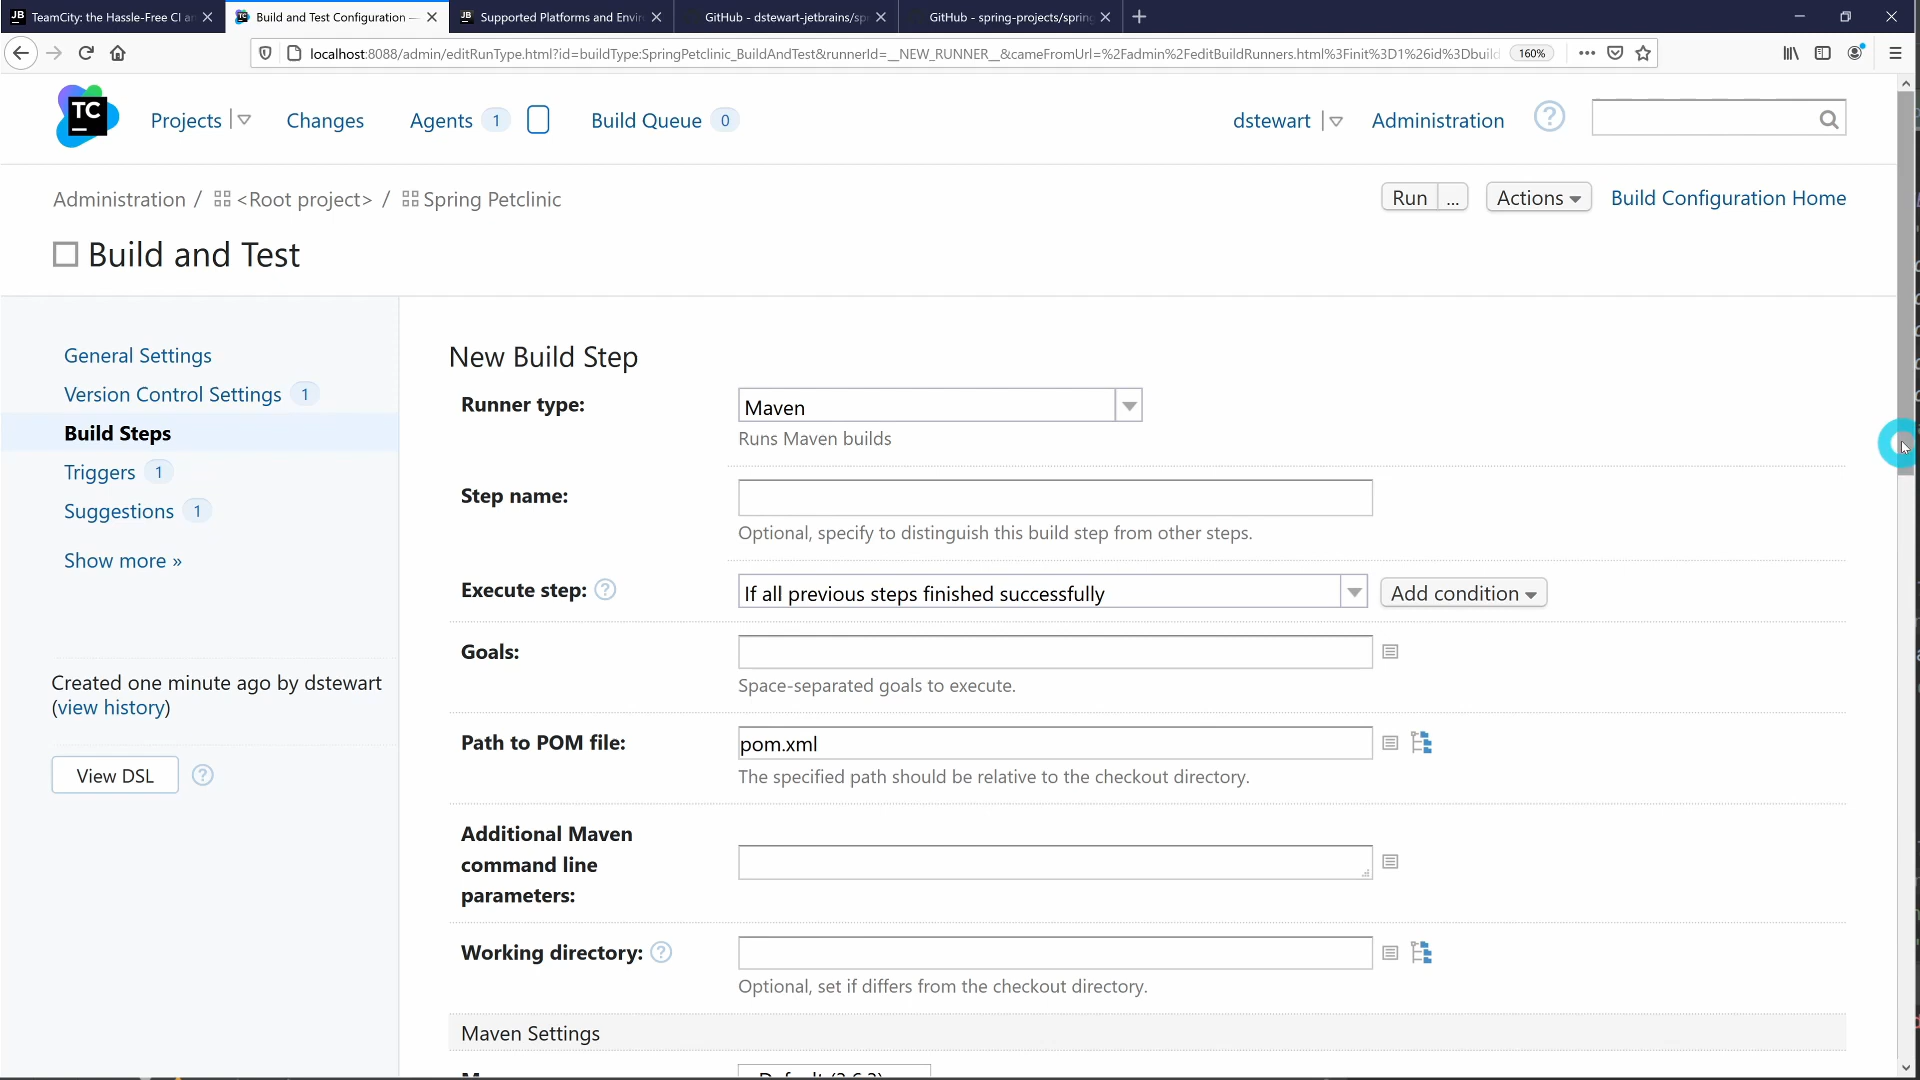 TeamCity: the Hassle-Free CI a
Build and Test Configuration —
Supported Platforms and Envir
GitHub - dstewart-jetbrains/sp
GitHub - spring-projects/spring
localhost:8088/admin/editRunType.html?id=buildType:SpringPetclinic_BuildAndTest&runnerId=__NEW_RUNNER__&cameFromUrl=%2Fadmin%2FeditBuildRunners.html%3Finit%3D1%26id%3Dbuild
160%
TC
Projects
Changes
Agents 1
Build Queue 0
dstewart
Administration
Administration / <Root project> / Spring Petclinic
Run ...
Actions
Build Configuration Home
Build and Test
General Settings
Version Control Settings 1
Build Steps
Triggers 1
Suggestions 1
Show more »
Created one minute ago by dstewart
(view history)
View DSL
New Build Step
Runner type:
Maven
Runs Maven builds
Step name:
Optional, specify to distinguish this build step from other steps.
Execute step:
If all previous steps finished successfully
Add condition
Goals:
Space-separated goals to execute.
Path to POM file:
pom.xml
The specified path should be relative to the checkout directory.
Additional Maven
command line
parameters:
Working directory:
Optional, set if differs from the checkout directory.
Maven Settings